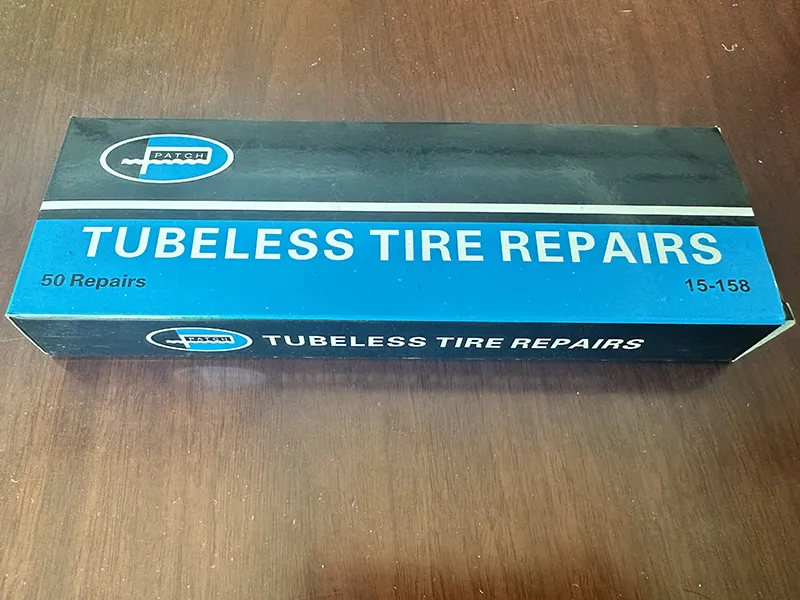 PATCH
TUBELESS TIRE REPAIRS
50 Repairs
15-158
PATCH
TUBELESS TIRE REPAIRS